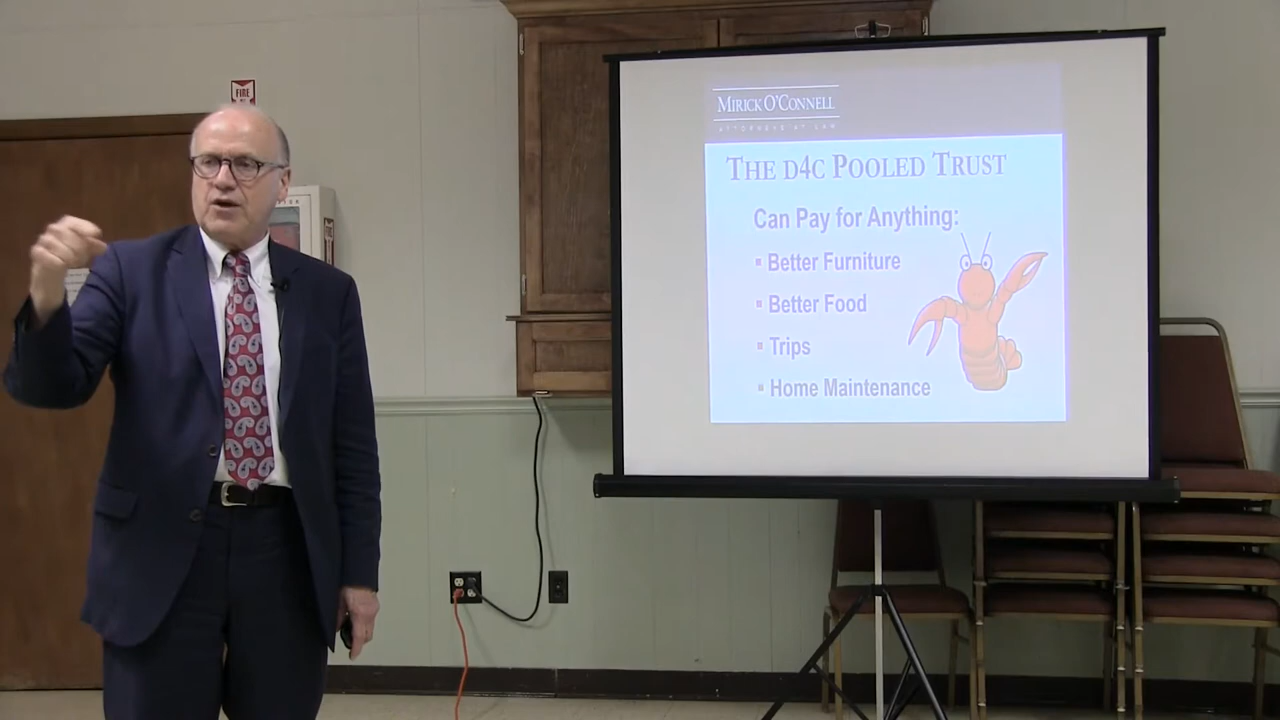 FIRE
MIRICK O'CONNELL
ATTORNEYS AT LAW
THE D4C POOLED TRUST
Can Pay for Anything:
▪ Better Furniture
▪ Better Food
▪ Trips
▪ Home Maintenance